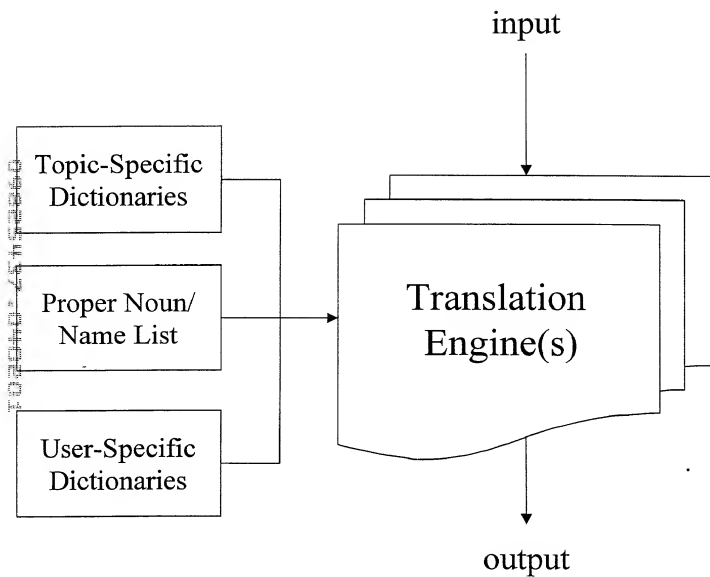 input
Topic-Specific
Dictionaries
Proper Noun/
Name List
User-Specific
Dictionaries
Translation
Engine(s)
output